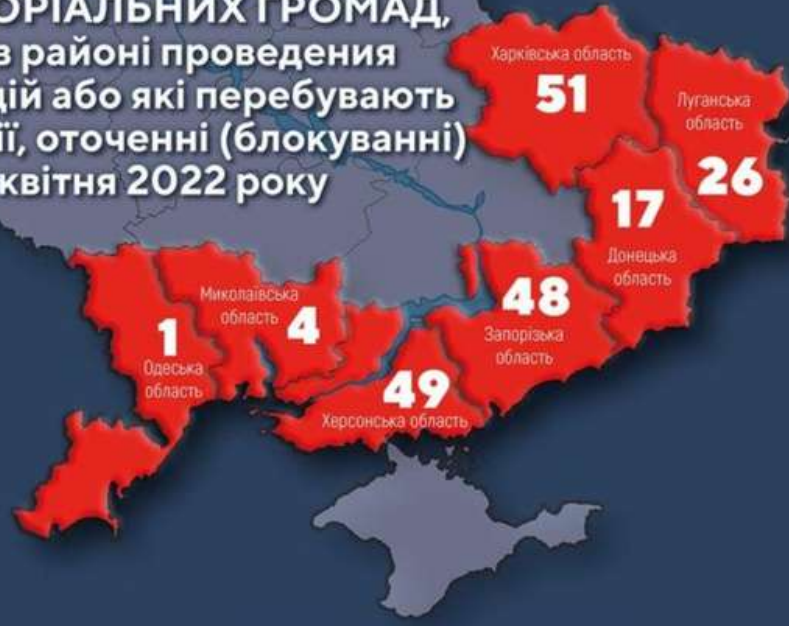 ОРІАЛЬНИХ ГРОМАД,
в районі проведення
дій або які перебувають
ії, оточенні (блокуванні)
квітня 2022 року
Харківська область
51
Луганська
область
26
17
Донецька
область
Миколаївська
область 4
1
Одеська
область
48
Запорізька
область
49
Херсонська область